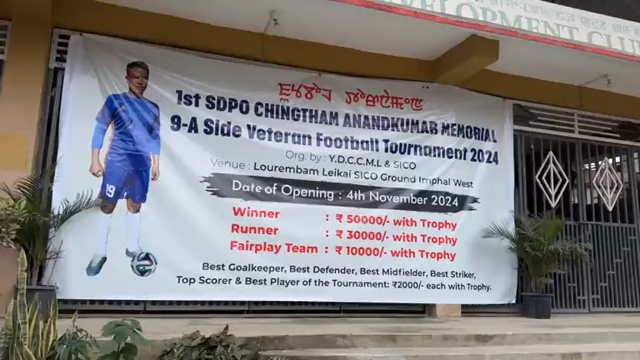 DEVELOPMENT CLUB
1st SDPO CHINGTHAM ANANDKUMAR MEMORIAL
9-A Side Veteran Football Tournament 2024
Org. by : Y.D.C.C.M.L & SICO
Venue : Lourembam Leikai SICO Ground Imphal West
Date of Opening : 4th November 2024
Winner : ₹ 50000/- with Trophy
Runner : ₹ 30000/- with Trophy
Fairplay Team : ₹ 10000/- with Trophy
Best Goalkeeper, Best Defender, Best Midfielder, Best Striker,
Top Scorer & Best Player of the Tournament: ₹2000/- each with Trophy.
19